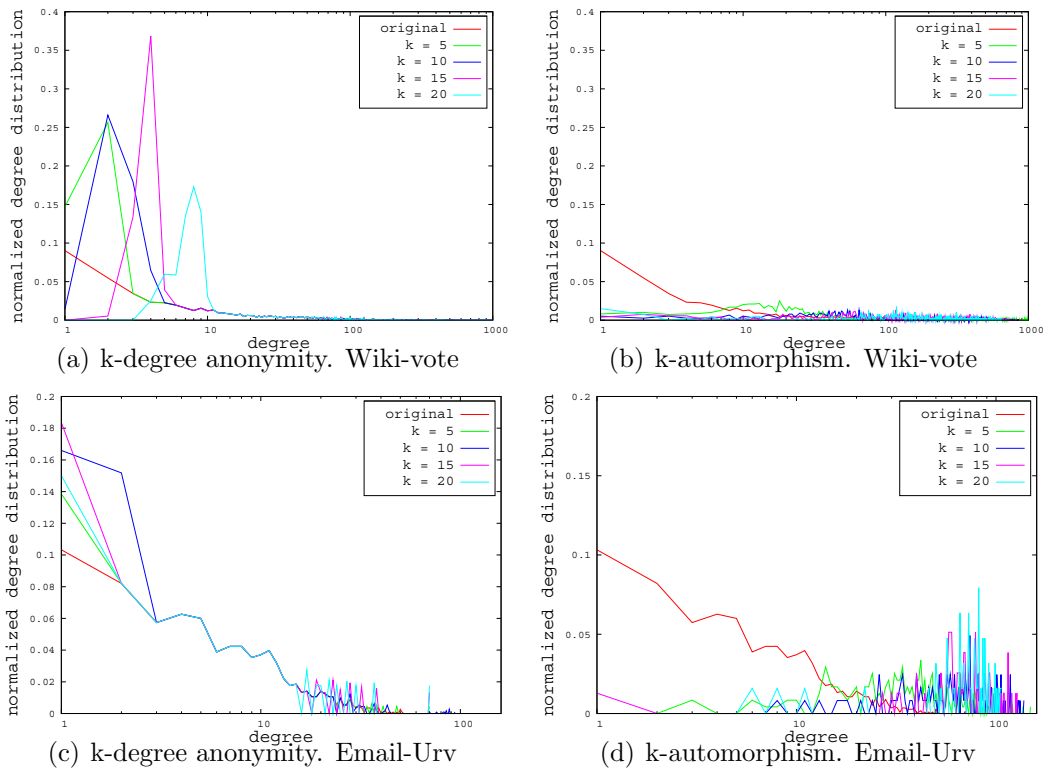 normalized degree distribution
0.4
0.35
0.3
0.25
0.2
0.15
0.1
0.05
0
original
k = 5
k = 10
k = 15
k = 20
1
10
100
1000
degree
(a) k-degree anonymity. Wiki-vote
normalized degree distribution
0.4
0.35
0.3
0.25
0.2
0.15
0.1
0.05
0
original
k = 5
k = 10
k = 15
k = 20
1
10
100
1000
degree
(b) k-automorphism. Wiki-vote
normalized degree distribution
0.2
0.18
0.16
0.14
0.12
0.1
0.08
0.06
0.04
0.02
0
original
k = 5
k = 10
k = 15
k = 20
1
10
100
degree
(c) k-degree anonymity. Email-Urv
normalized degree distribution
0.2
0.15
0.1
0.05
0
original
k = 5
k = 10
k = 15
k = 20
1
10
100
degree
(d) k-automorphism. Email-Urv